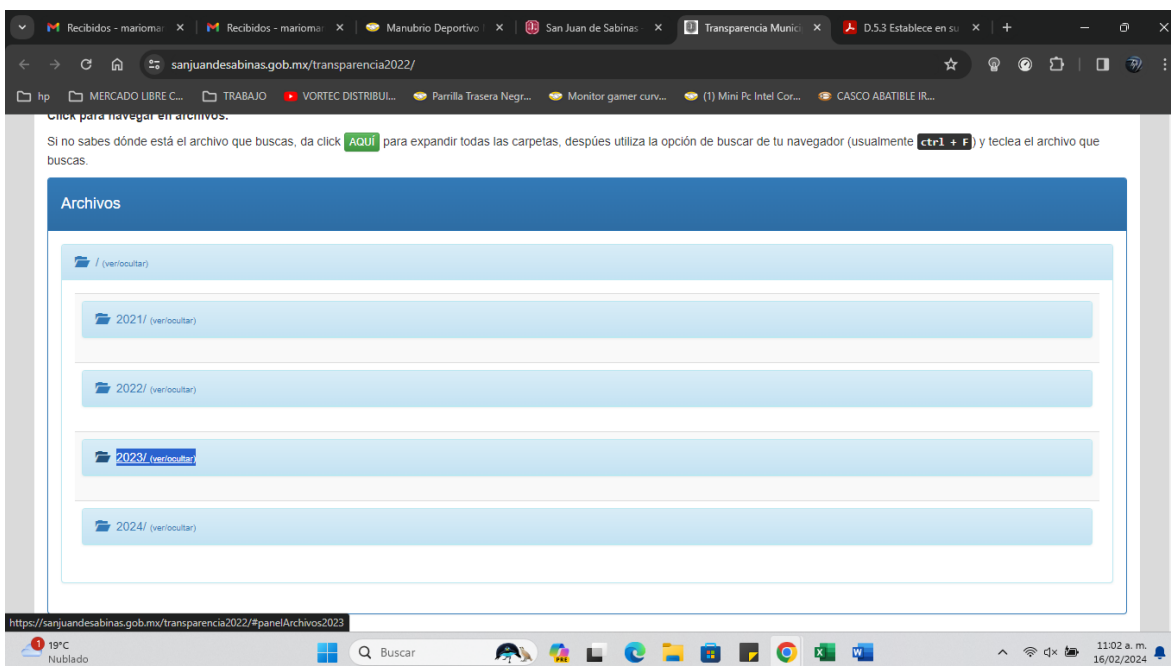 Recibidos - mariomar
Recibidos - mariomar
Manubrio Deportivo
San Juan de Sabinas
Transparencia Munici
D.5.3 Establece en su
sanjuandesabinas.gob.mx/transparencia2022/
hp
MERCADO LIBRE C...
TRABAJO
VORTEC DISTRIBUI...
Parrilla Trasera Negr...
Monitor gamer curv...
(1) Mini Pc Intel Cor...
CASCO ABATIBLE IR...
Click para navegar en archivos.
Si no sabes dónde está el archivo que buscas, da click AQUÍ para expandir todas las carpetas, despúes utiliza la opción de buscar de tu navegador (usualmente ctrl + F) y teclea el archivo que
buscas.
Archivos
/ (ver/ocultar)
2021/ (ver/ocultar)
2022/ (ver/ocultar)
2023/ (ver/ocultar)
2024/ (ver/ocultar)
https://sanjuandesabinas.gob.mx/transparencia2022/#panelArchivos2023
1
19°C
Nublado
Buscar
PRE
11:02 a. m.
16/02/2024